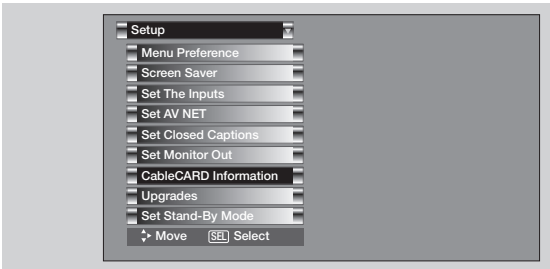 Setup
Menu Preference
Screen Saver
Set The Inputs
Set AV NET
Set Closed Captions
Set Monitor Out
CableCARD Information
Upgrades
Set Stand-By Mode
Move SEL Select